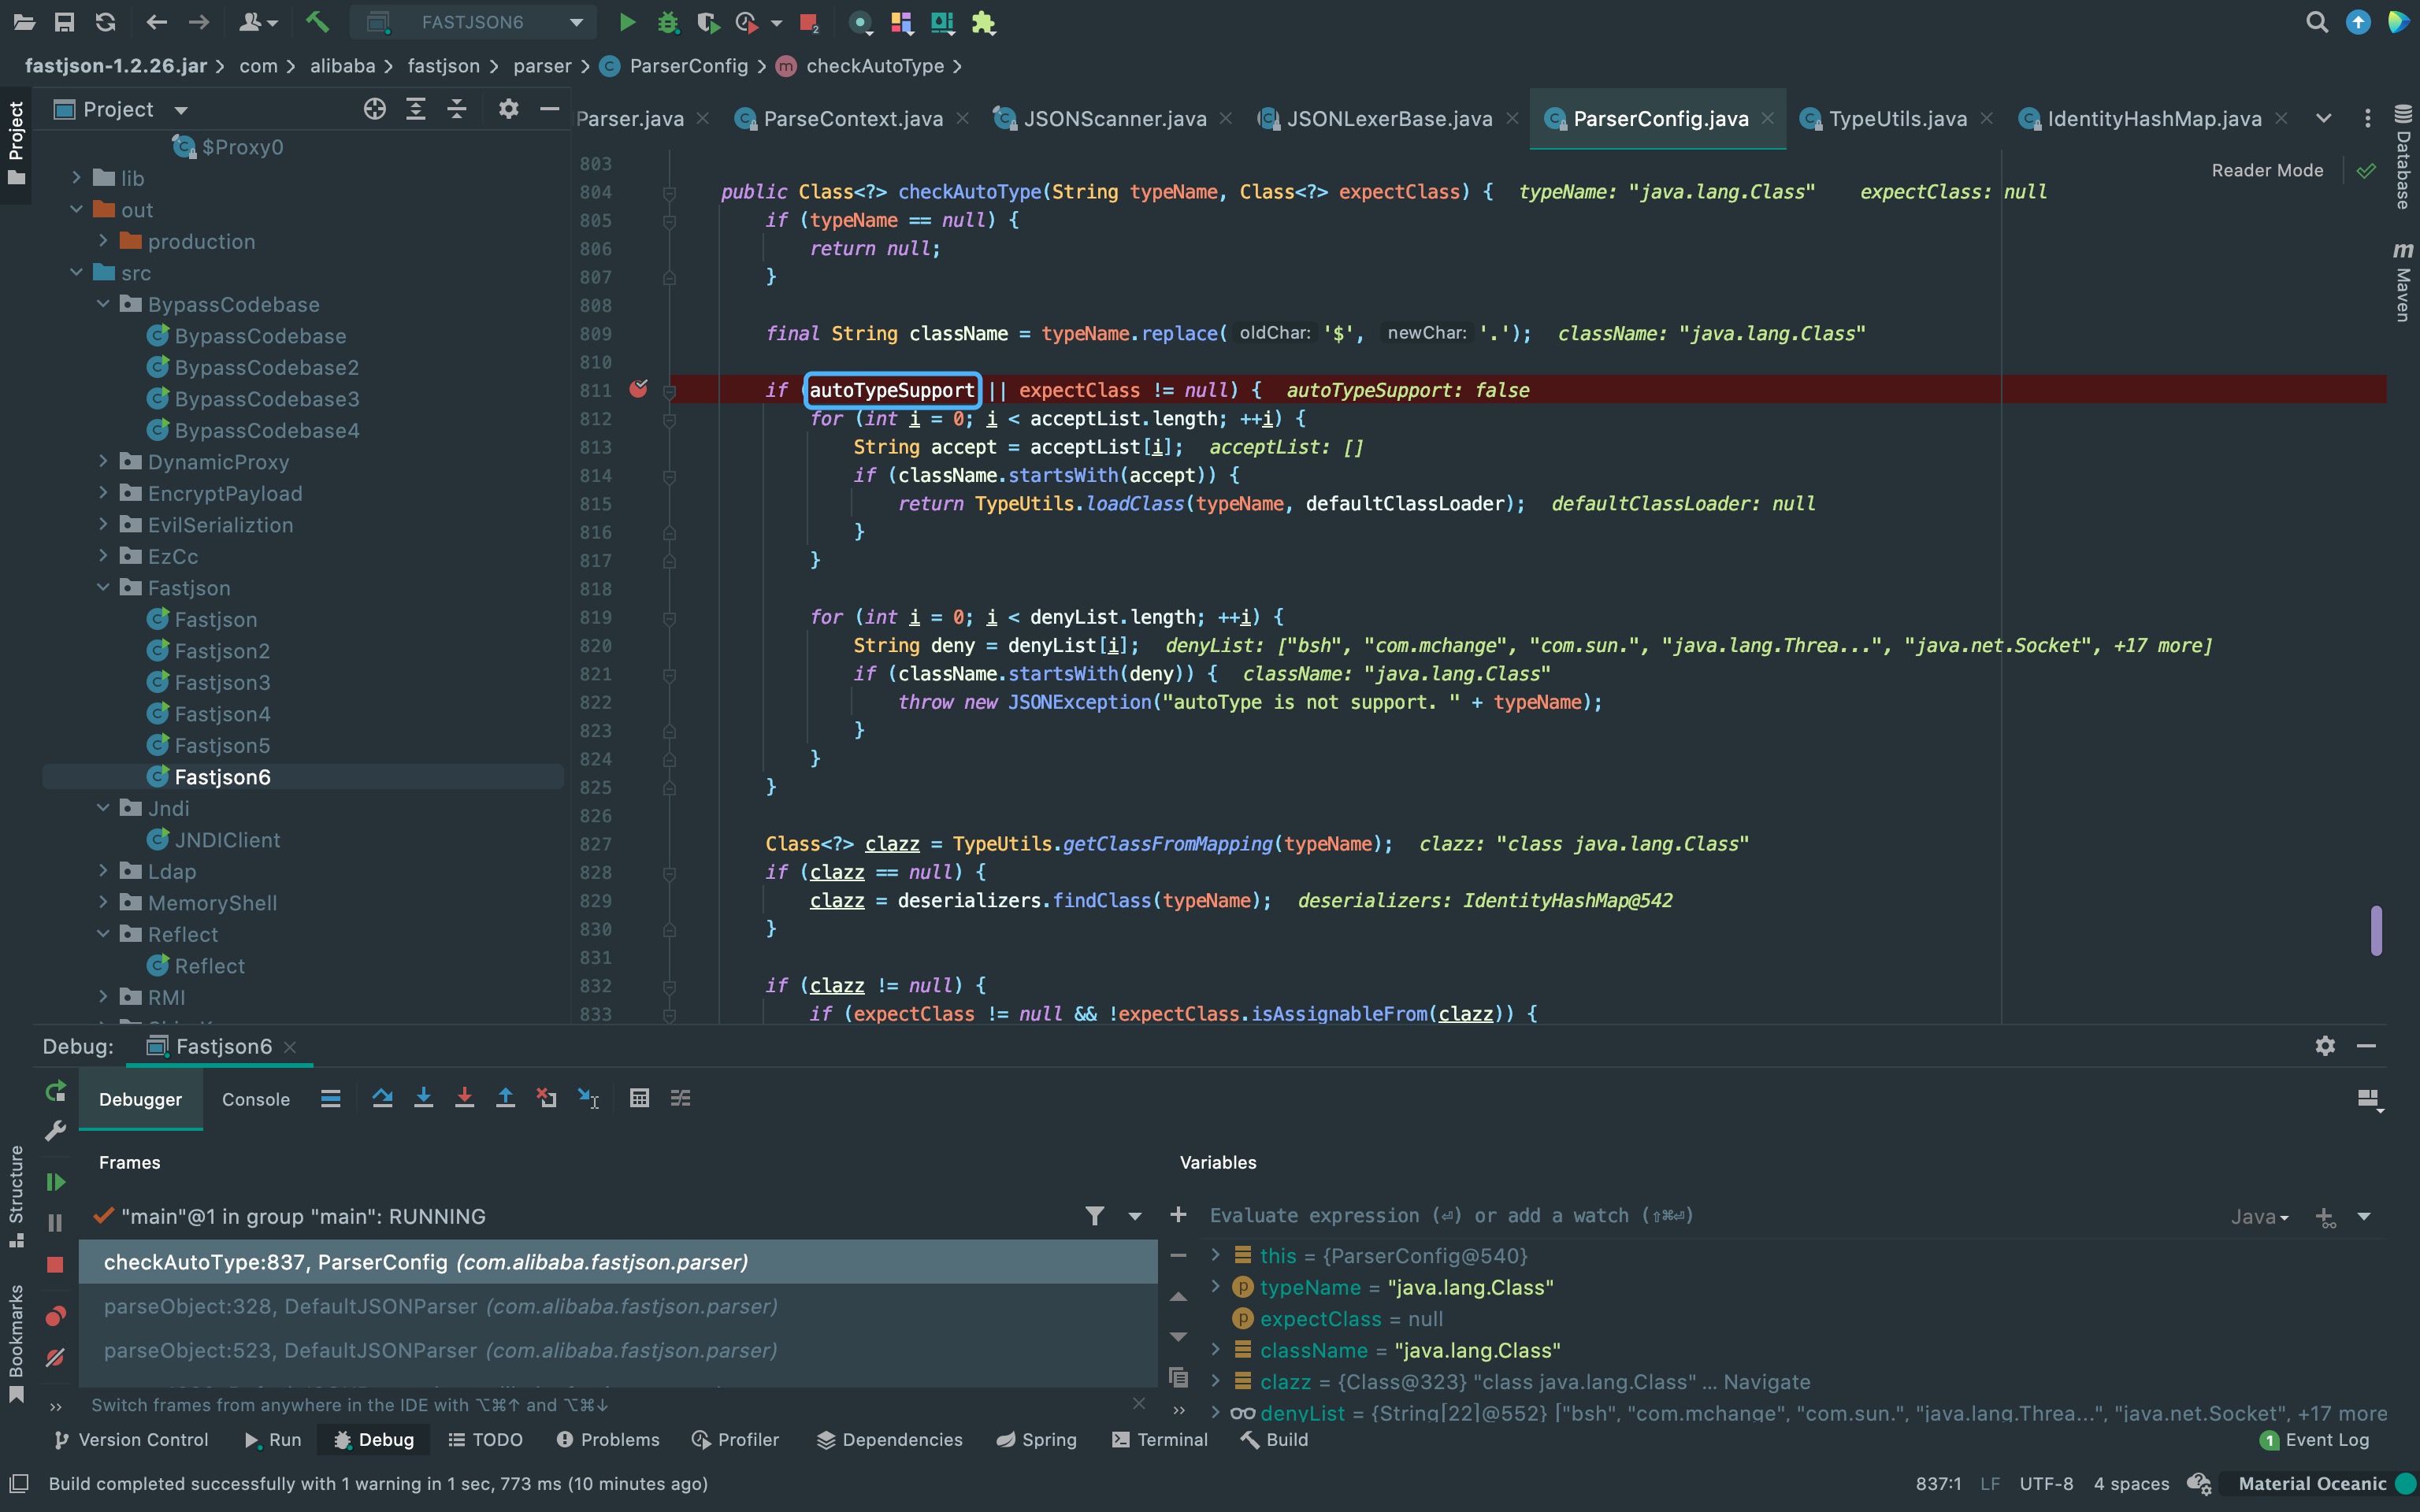 FASTJSON6
fastjson-1.2.26.jar > com > alibaba > fastjson > parser > ParserConfig > checkAutoType >
Project
Project
Parser.java
ParseContext.java
JSONScanner.java
JSONLexerBase.java
ParserConfig.java
TypeUtils.java
IdentityHashMap.java
Database
Maven
Reader Mode
$Proxy0
lib
out
production
src
BypassCodebase
BypassCodebase
BypassCodebase2
BypassCodebase3
BypassCodebase4
DynamicProxy
EncryptPayload
EvilSerializtion
EzCc
Fastjson
Fastjson
Fastjson2
Fastjson3
Fastjson4
Fastjson5
Fastjson6
Jndi
JNDIClient
Ldap
MemoryShell
Reflect
Reflect
RMI
803
804 public Class<?> checkAutoType(String typeName, Class<?> expectClass) { typeName: "java.lang.Class" expectClass: null
805 if (typeName == null) {
806 return null;
807 }
808
809 final String className = typeName.replace( oldChar: '$', newChar: '.'); className: "java.lang.Class"
810
811 if (autoTypeSupport || expectClass != null) { autoTypeSupport: false
812 for (int i = 0; i < acceptList.length; ++i) {
813 String accept = acceptList[i]; acceptList: []
814 if (className.startsWith(accept)) {
815 return TypeUtils.loadClass(typeName, defaultClassLoader); defaultClassLoader: null
816 }
817 }
818
819 for (int i = 0; i < denyList.length; ++i) {
820 String deny = denyList[i]; denyList: ["bsh", "com.mchange", "com.sun.", "java.lang.Threa...", "java.net.Socket", +17 more]
821 if (className.startsWith(deny)) { className: "java.lang.Class"
822 throw new JSONException("autoType is not support. " + typeName);
823 }
824 }
825 }
826
827 Class<?> clazz = TypeUtils.getClassFromMapping(typeName); clazz: "class java.lang.Class"
828 if (clazz == null) {
829 clazz = deserializers.findClass(typeName); deserializers: IdentityHashMap@542
830 }
831
832 if (clazz != null) {
833 if (expectClass != null && !expectClass.isAssignableFrom(clazz)) {
Debug:
Fastjson6
Debugger
Console
Structure
Bookmarks
Frames
"main"@1 in group "main": RUNNING
checkAutoType:837, ParserConfig (com.alibaba.fastjson.parser)
parseObject:328, DefaultJSONParser (com.alibaba.fastjson.parser)
parseObject:523, DefaultJSONParser (com.alibaba.fastjson.parser)
Switch frames from anywhere in the IDE with ⌥⌘↑ and ⌥⌘↓
Variables
Evaluate expression (⏎) or add a watch (⇧⌘⏎)
Java
this = {ParserConfig@540}
typeName = "java.lang.Class"
expectClass = null
className = "java.lang.Class"
clazz = {Class@323} "class java.lang.Class" ... Navigate
denyList = {String[22]@552} ["bsh", "com.mchange", "com.sun.", "java.lang.Threa...", "java.net.Socket", +17 more
Version Control
Run
Debug
TODO
Problems
Profiler
Dependencies
Spring
Terminal
Build
1 Event Log
Build completed successfully with 1 warning in 1 sec, 773 ms (10 minutes ago)
837:1 LF UTF-8 4 spaces Material Oceanic